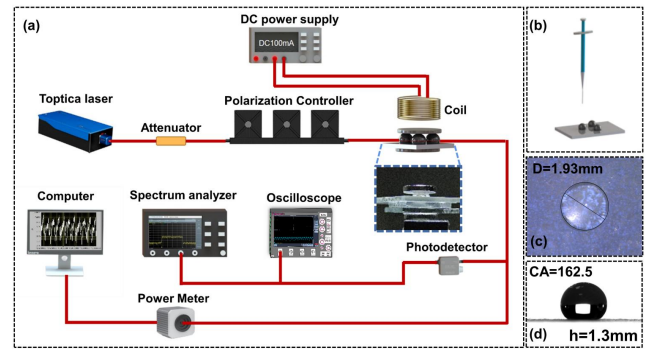 (a)
DC power supply
DC100mA
Toptica laser
Attenuator
Polarization Controller
Coil
Computer
Spectrum analyzer
Oscilloscope
Photodetector
Power Meter
(b)
D=1.93mm
(c)
CA=162.5
(d)
h=1.3mm